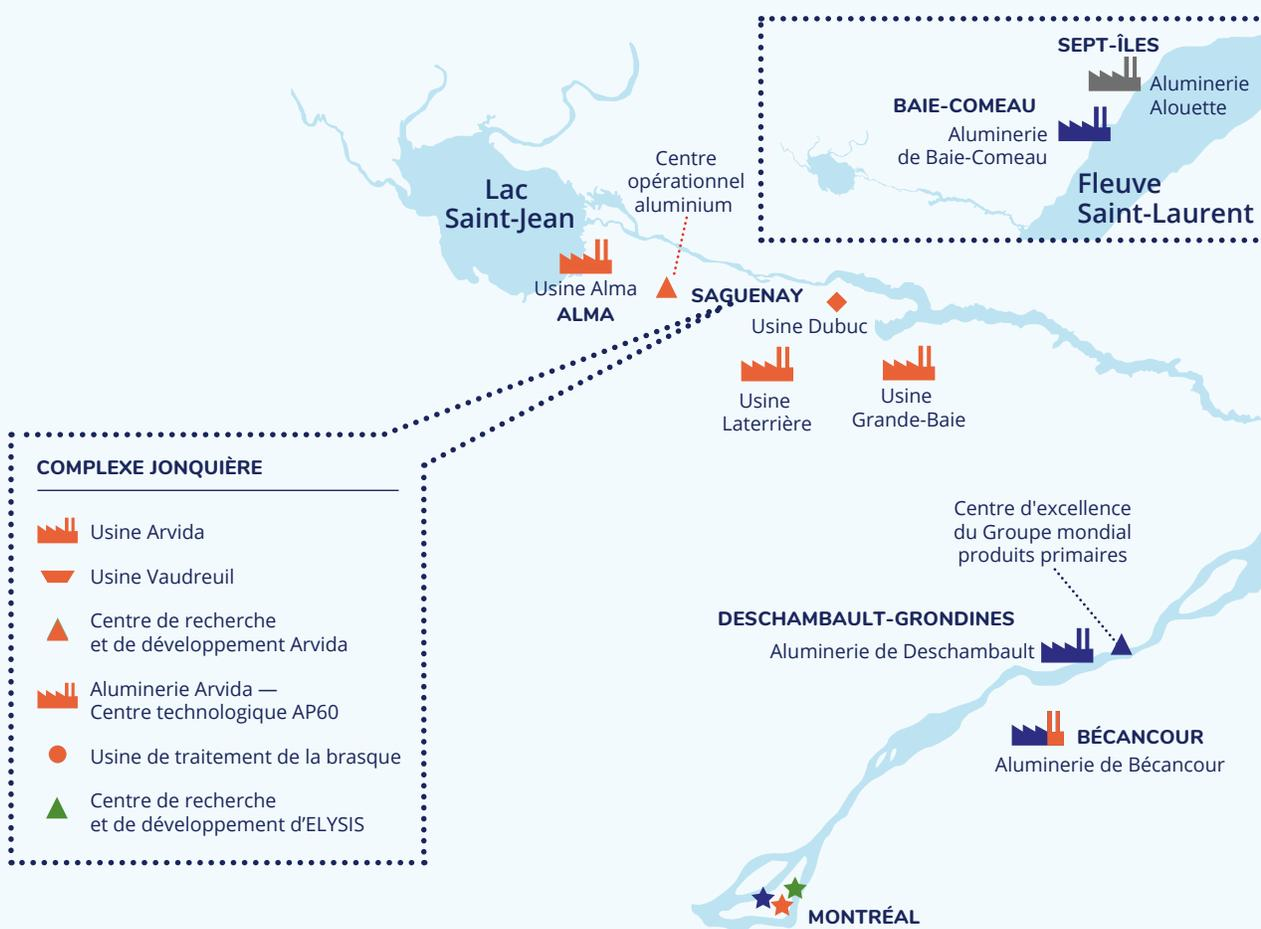 SEPT-ÎLES
Aluminerie
Alouette
BAIE-COMEAU
Aluminerie
de Baie-Comeau
Fleuve
Saint-Laurent
Centre
opérationnel
aluminium
Lac
Saint-Jean
Usine Alma
ALMA
SAGUENAY
Usine Dubuc
Usine
Laterrière
Usine
Grande-Baie
COMPLEXE JONQUIÈRE
Usine Arvida
Usine Vaudreuil
Centre de recherche
et de développement Arvida
Aluminerie Arvida —
Centre technologique AP60
Usine de traitement de la brasque
Centre de recherche
et de développement d’ELYSIS
Centre d'excellence
du Groupe mondial
produits primaires
DESCHAMBAULT-GRONDINES
Aluminerie de Deschambault
BÉCANCOUR
Aluminerie de Bécancour
MONTRÉAL